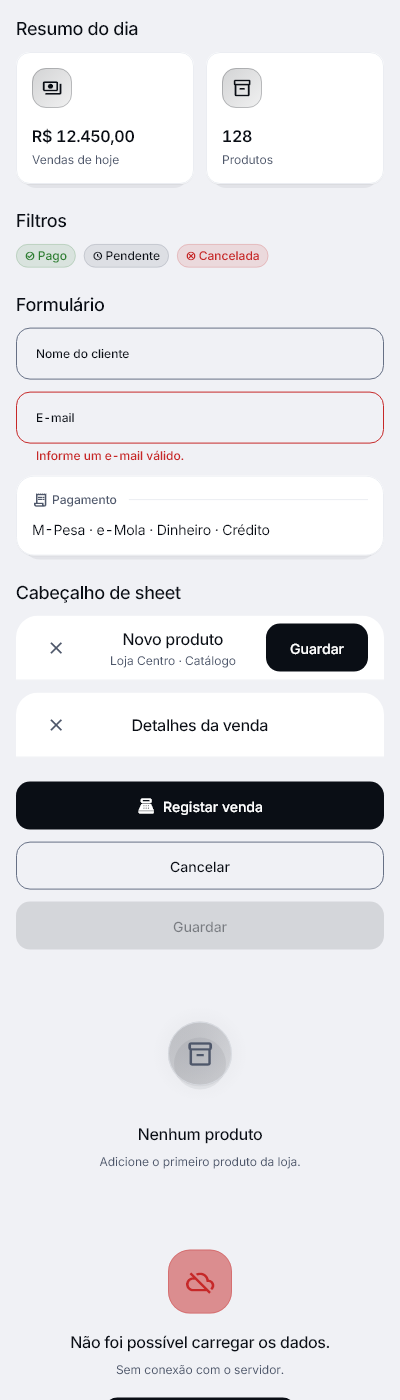 Resumo do dia
R$ 12.450,00
Vendas de hoje
128
Produtos
Filtros
Pago
Pendente
Cancelada
Formulário
Nome do cliente
E-mail
Informe um e-mail válido.
Pagamento
M-Pesa · e-Mola · Dinheiro · Crédito
Cabeçalho de sheet
Novo produto
Loja Centro · Catálogo
Guardar
Detalhes da venda
Registar venda
Cancelar
Guardar
Nenhum produto
Adicione o primeiro produto da loja.
Não foi possível carregar os dados.
Sem conexão com o servidor.